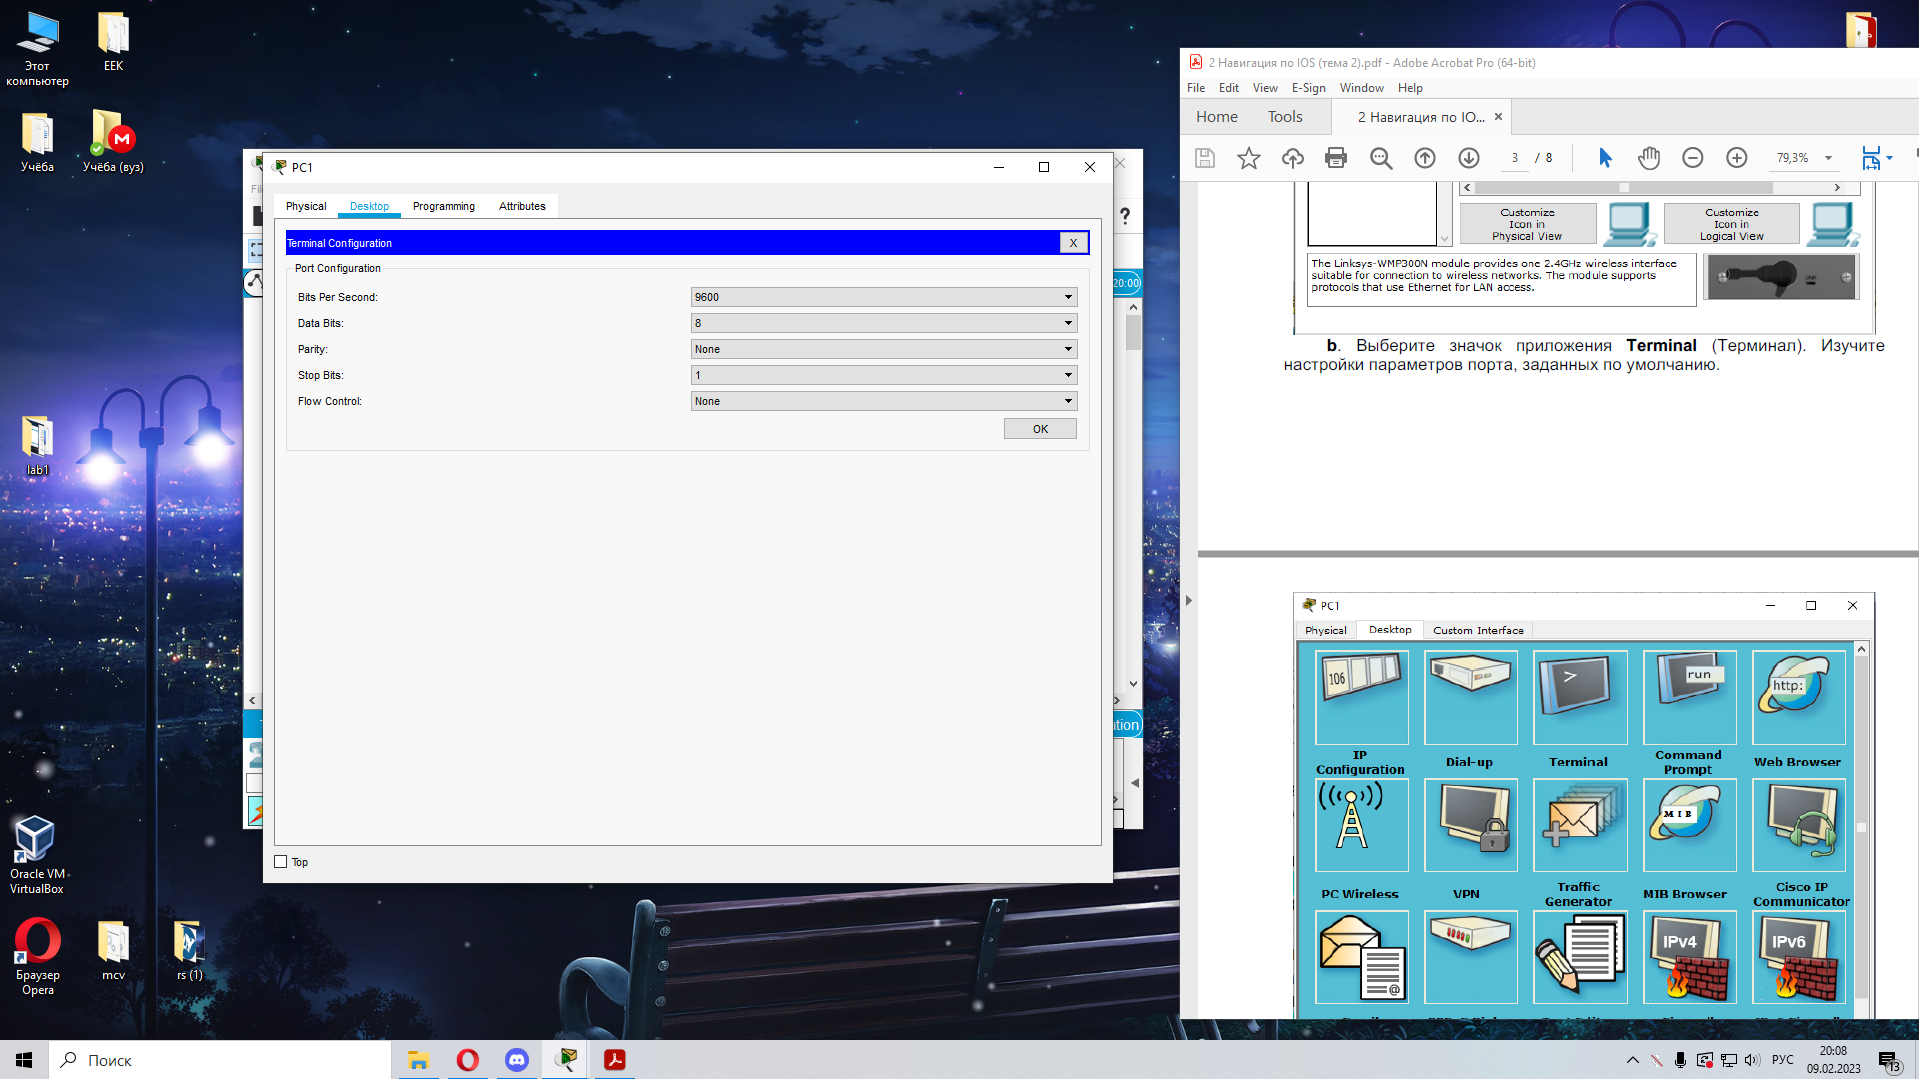 Этот
компьютер
EEK
Учёба
Учёба (вуз)
lab1
Oracle VM
VirtualBox
Браузер
Opera
mcv
rs (1)
PC1
Physical
Desktop
Programming
Attributes
?
Terminal Configuration
X
Port Configuration
Bits Per Second:
9600
Data Bits:
8
Parity:
None
Stop Bits:
1
Flow Control:
None
OK
Top
20:00)
2 Навигация по IOS (тема 2).pdf - Adobe Acrobat Pro (64-bit)
File Edit View E-Sign Window Help
Home
Tools
2 Навигация по IO...
3 / 8
79,3%
Customize
Icon in
Physical View
Customize
Icon in
Logical View
The Linksys-WMP300N module provides one 2.4GHz wireless interface
suitable for connection to wireless networks. The module supports
protocols that use Ethernet for LAN access.
b. Выберите значок приложения Terminal (Терминал). Изучите
настройки параметров порта, заданных по умолчанию.
PC1
Physical
Desktop
Custom Interface
106
>
run
http:
IP
Configuration
Dial-up
Terminal
Command
Prompt
Web Browser
MIB
PC Wireless
VPN
Traffic
Generator
MIB Browser
Cisco IP
Communicator
@
IPv4
IPv6
Поиск
РУС
20:08
09.02.2023
13